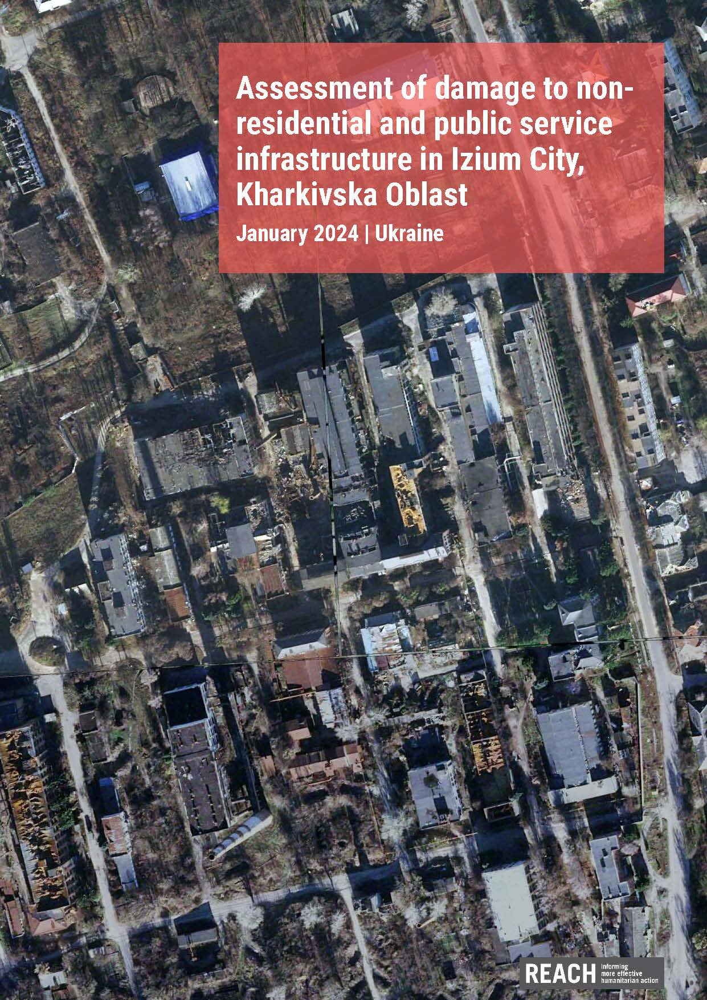 Assessment of damage to non-
residential and public service
infrastructure in Izium City,
Kharkivska Oblast
January 2024 | Ukraine
REACH
Informing
more effective
humanitarian action